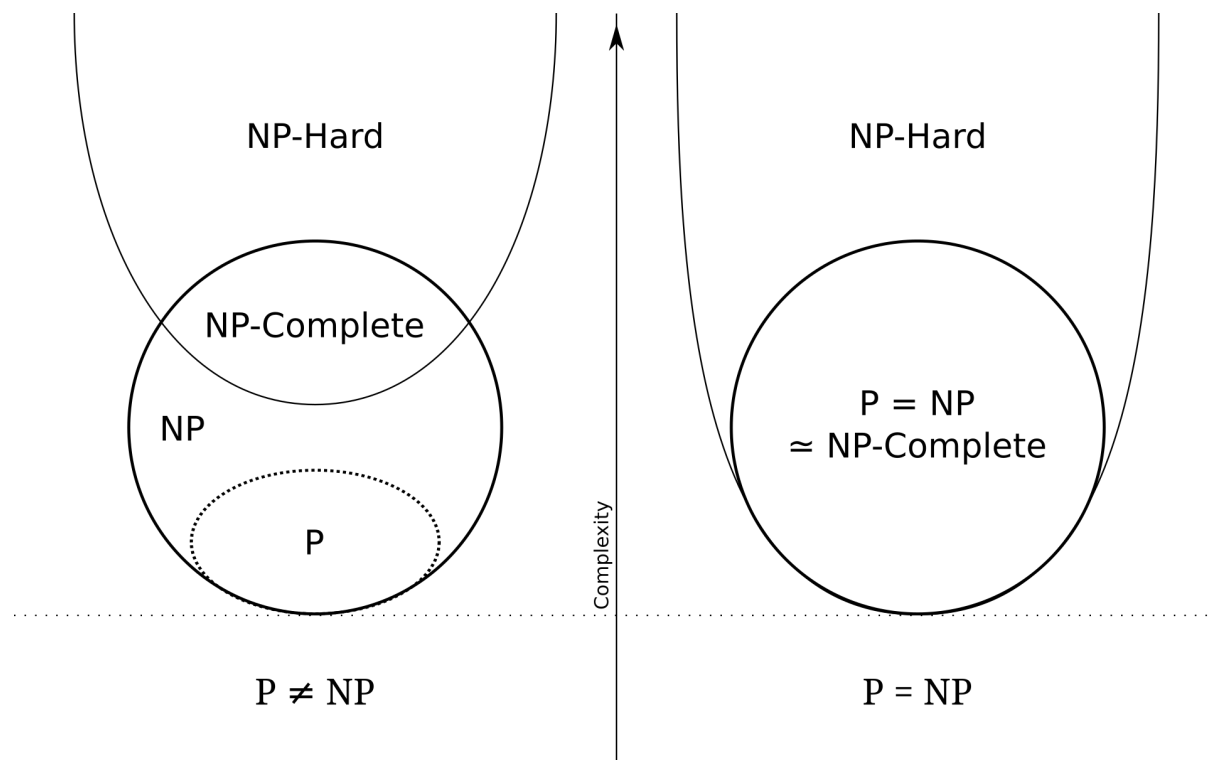 NP-Hard
NP-Complete
NP
P
P ≠ NP
Complexity
NP-Hard
P = NP
≃ NP-Complete
P = NP